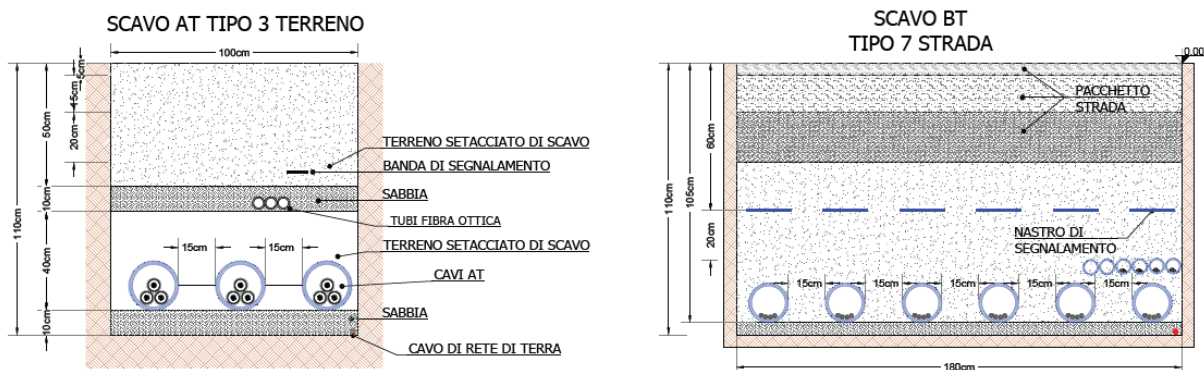 SCAVO AT TIPO 3 TERRENO
100cm
5cm
15cm
20cm
50cm
10cm
40cm
10cm
110cm
15cm
15cm
TERRENO SETACCIATO DI SCAVO
BANDA DI SEGNALAMENTO
SABBIA
TUBI FIBRA OTTICA
TERRENO SETACCIATO DI SCAVO
CAVI AT
SABBIA
CAVO DI RETE DI TERRA
SCAVO BT
TIPO 7 STRADA
0.00
PACCHETTO
STRADA
60cm
105cm
110cm
20cm
NASTRO DI
SEGNALAMENTO
15cm
15cm
15cm
15cm
15cm
180cm